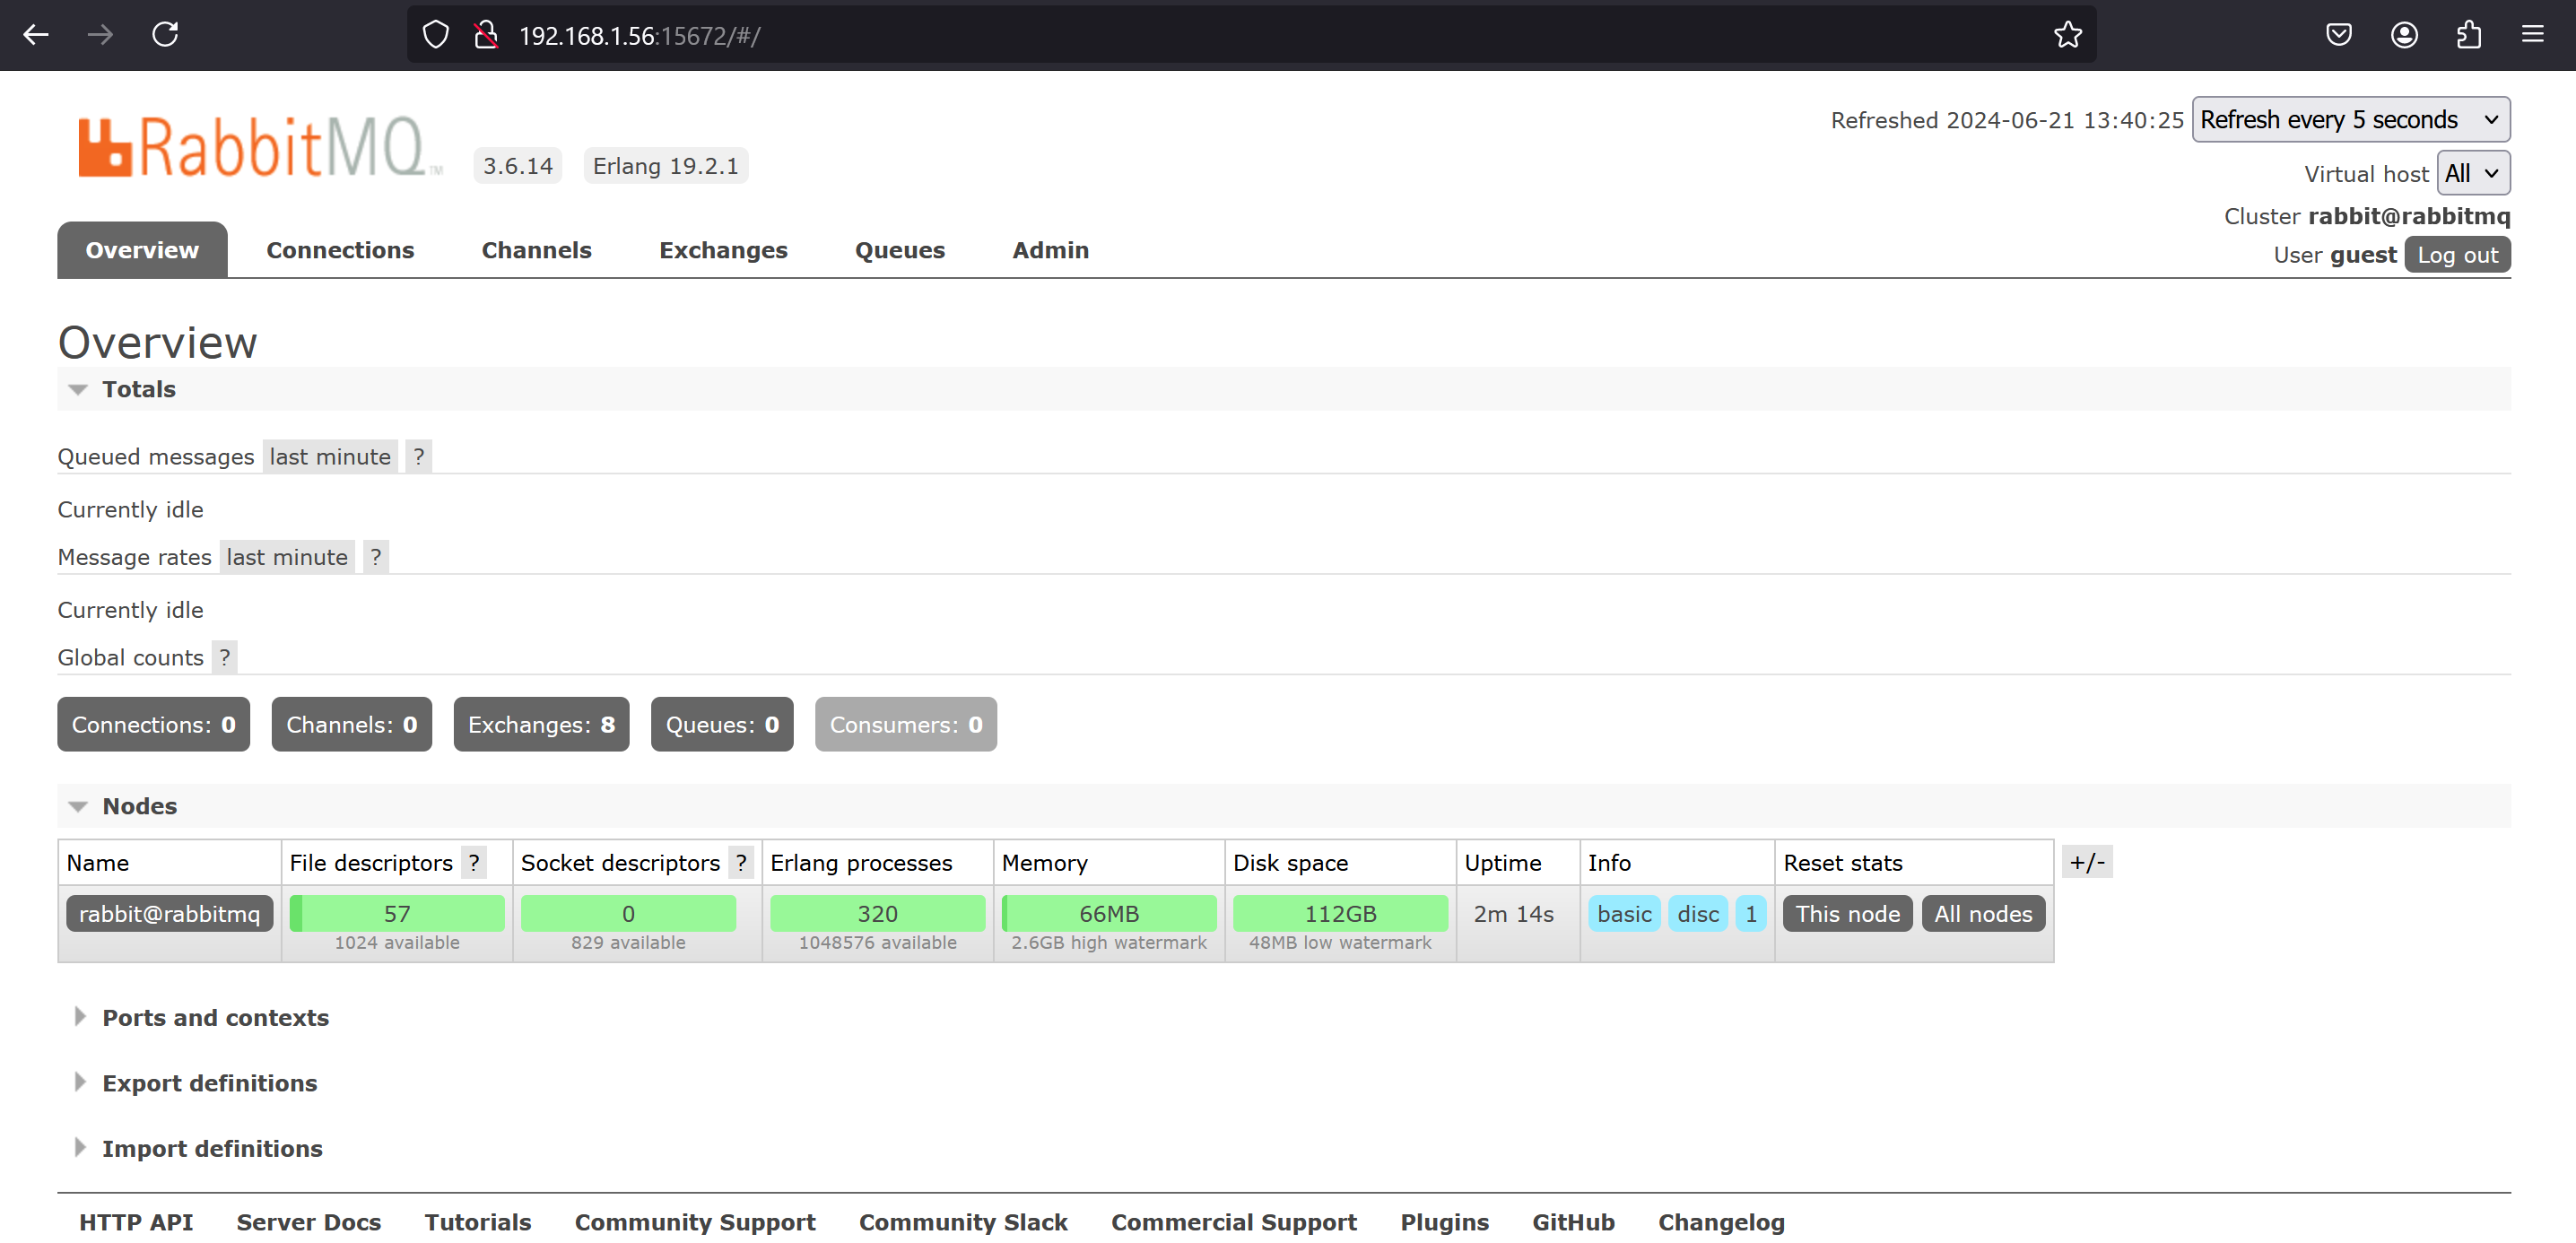 192.168.1.56:15672/#/
RabbitMQ™ 3.6.14 Erlang 19.2.1
Refreshed 2024-06-21 13:40:25 Refresh every 5 seconds
Virtual host All
Cluster rabbit@rabbitmq
User guest Log out
Overview Connections Channels Exchanges Queues Admin
Overview
Totals
Queued messages last minute ?
Currently idle
Message rates last minute ?
Currently idle
Global counts ?
Connections: 0 Channels: 0 Exchanges: 8 Queues: 0 Consumers: 0
Nodes
Name File descriptors ? Socket descriptors ? Erlang processes Memory Disk space Uptime Info Reset stats +/-
rabbit@rabbitmq 57 0 320 66MB 112GB 2m 14s basic disc 1 This node All nodes
1024 available 829 available 1048576 available 2.6GB high watermark 48MB low watermark
Ports and contexts
Export definitions
Import definitions
HTTP API Server Docs Tutorials Community Support Community Slack Commercial Support Plugins GitHub Changelog